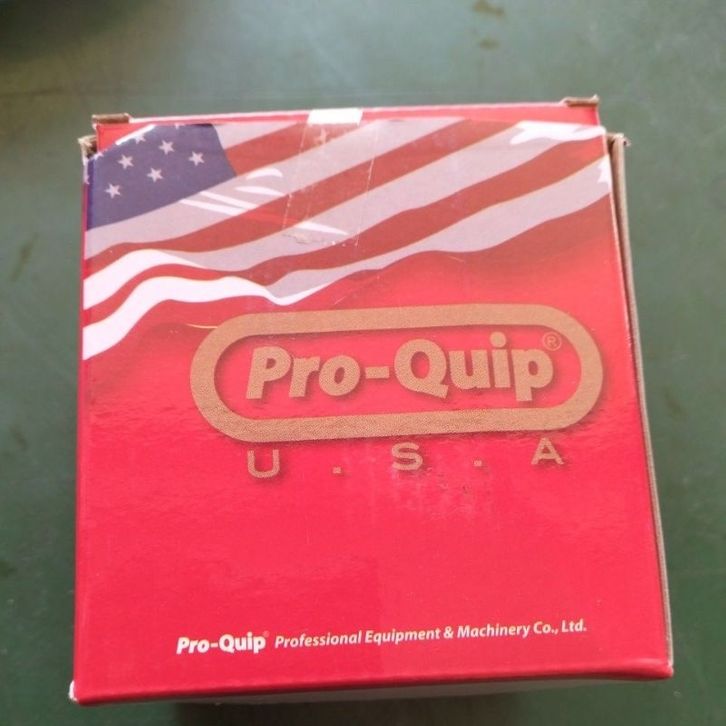 Pro-Quip®
U.S.A
Pro-Quip® Professional Equipment & Machinery Co., Ltd.